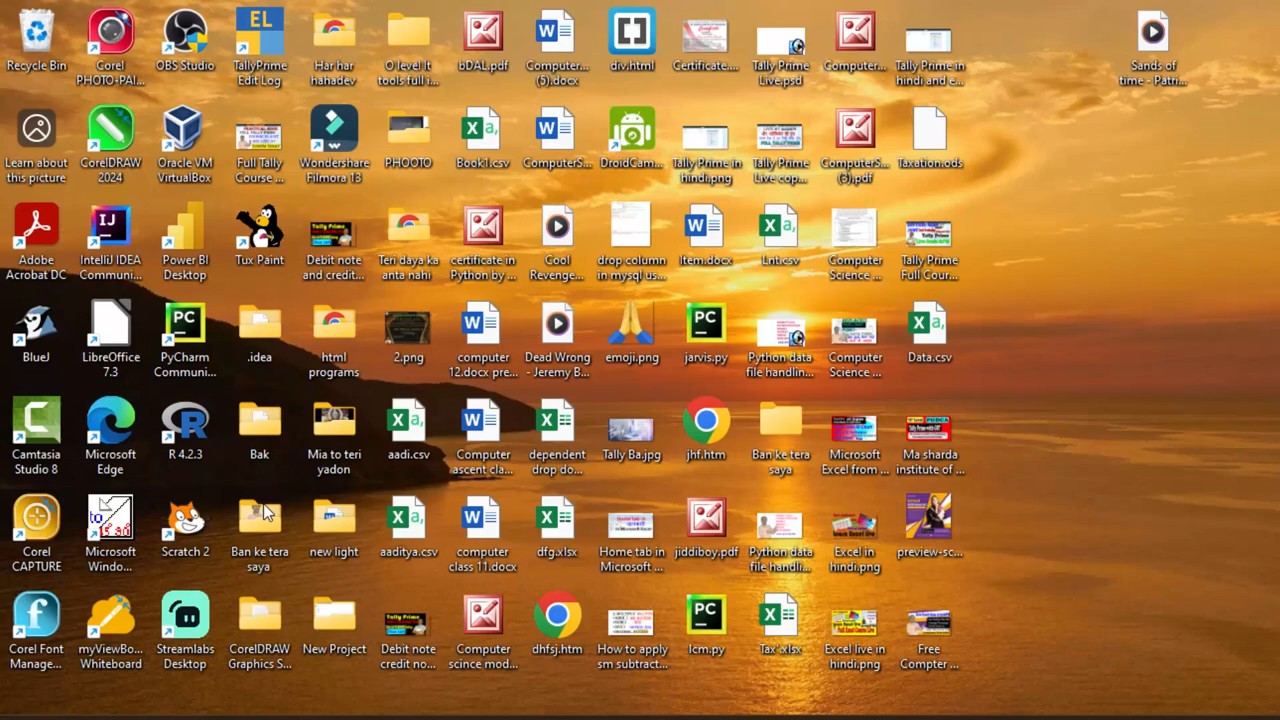 Recycle Bin
Corel
PHOTO-PAI...
OBS Studio
TallyPrime
Edit Log
Har har
hahadev
O level It
tools full i...
bDAL.pdf
Computer...
(5).docx
div.html
Certificate....
Tally Prime
Live.psd
Computer...
Tally Prime in
hindi and e...
Sands of
time - Patri...
Learn about
this picture
CorelDRAW
2024
Oracle VM
VirtualBox
Full Tally
Course ...
Wondershare
Filmora 13
PHOOTO
Book1.csv
ComputerS...
DroidCam...
Tally Prime in
hindi.png
Tally Prime
Live cop...
ComputerS...
(3).pdf
Taxation.ods
Adobe
Acrobat DC
IntelliJ IDEA
Communi...
Power BI
Desktop
Tux Paint
Debit note
and credit...
Teri daya ka
anta nahi
certificate in
Python by ...
Cool
Revenge...
drop column
in mysql us...
Item.docx
Lnti.csv
Computer
Science ...
Tally Prime
Full Cour...
BlueJ
LibreOffice
7.3
PyCharm
Communi...
.idea
html
programs
2.png
computer
12.docx pre...
Dead Wrong
- Jeremy B...
emoji.png
jarvis.py
Python data
file handlin...
Computer
Science ...
Data.csv
Camtasia
Studio 8
Microsoft
Edge
R 4.2.3
Bak
Mia to teri
yadon
aadi.csv
Computer
ascent cla...
dependent
drop do...
Tally Ba.jpg
jhf.htm
Ban ke tera
saya
Microsoft
Excel from ...
Ma sharda
institute of ...
Corel
CAPTURE
Microsoft
Windo...
Scratch 2
Ban ke tera
saya
new light
aaditya.csv
computer
class 11.docx
dfg.xlsx
Home tab in
Microsoft ...
jiddiboy.pdf
Python data
file handli...
Excel in
hindi.png
preview-sc...
Corel Font
Manage...
myViewBo...
Whiteboard
Streamlabs
Desktop
CorelDRAW
Graphics S...
New Project
Debit note
credit no...
Computer
scince mod...
dhfsj.htm
How to apply
sm subtract...
lcm.py
Tax .xlsx
Excel live in
hindi.png
Free
Compter ...